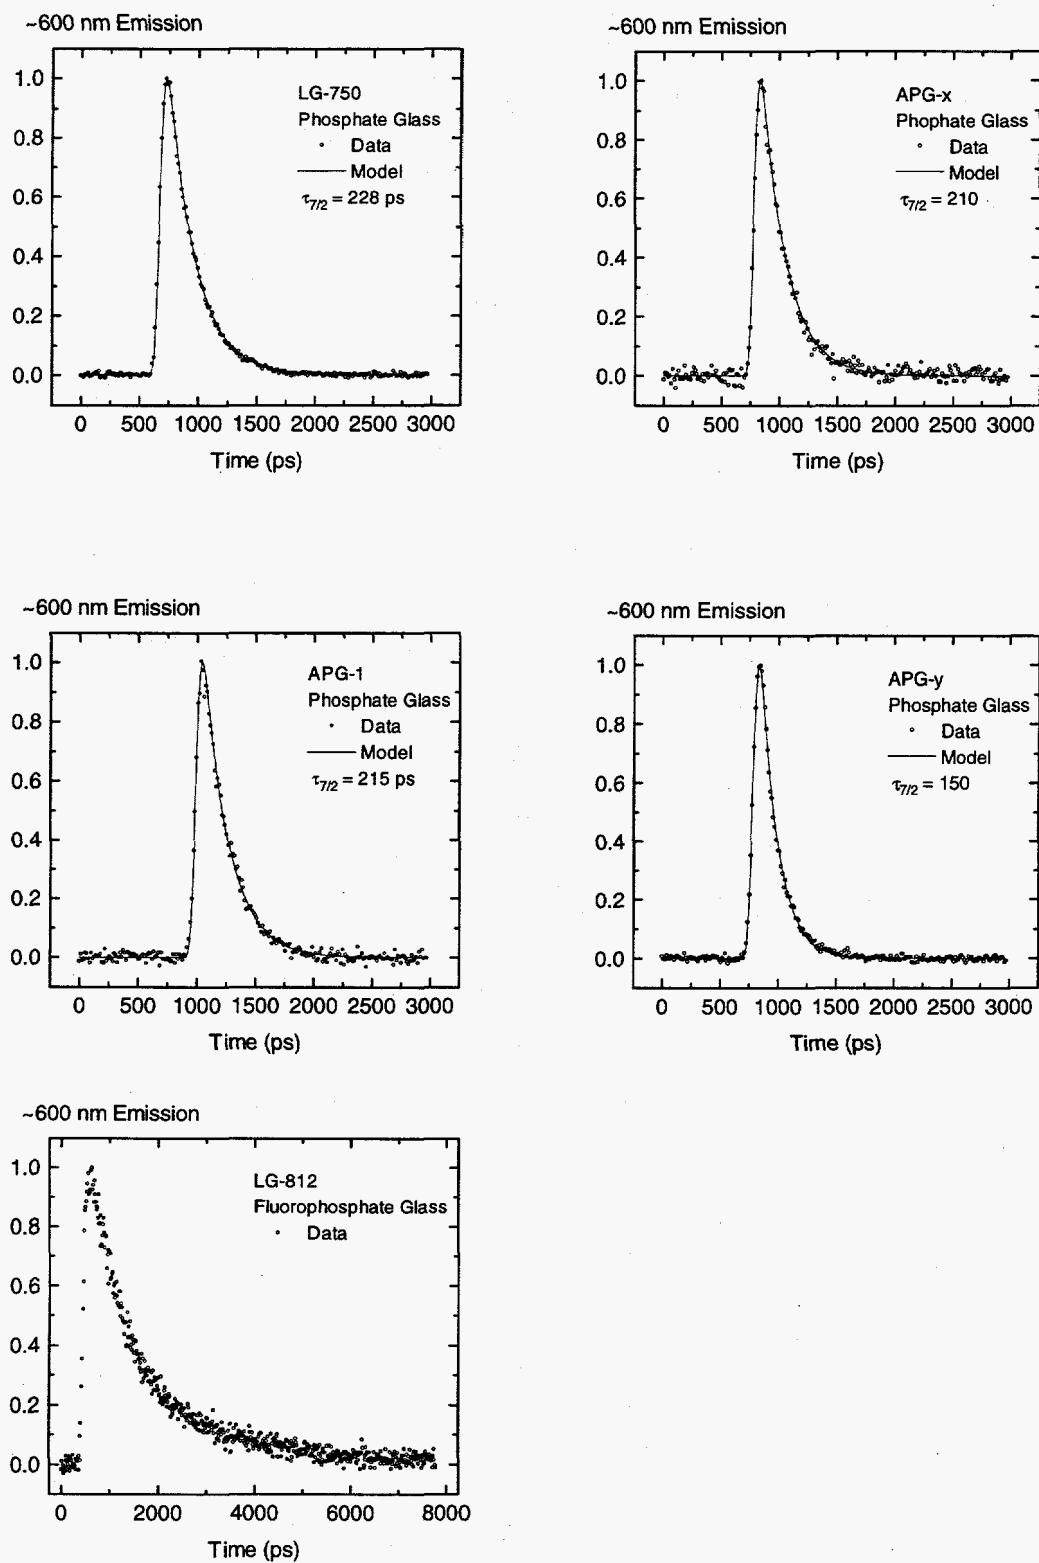 ~600 nm Emission
1.0
0.8
0.6
0.4
0.2
0.0
LG-750
Phosphate Glass
Data
Model
τ7/2 = 228 ps
0 500 1000 1500 2000 2500 3000
Time (ps)
~600 nm Emission
1.0
0.8
0.6
0.4
0.2
0.0
APG-x
Phophate Glass
Data
Model
τ7/2 = 210
0 500 1000 1500 2000 2500 3000
Time (ps)
~600 nm Emission
1.0
0.8
0.6
0.4
0.2
0.0
APG-1
Phosphate Glass
Data
Model
τ7/2 = 215 ps
0 500 1000 1500 2000 2500 3000
Time (ps)
~600 nm Emission
1.0
0.8
0.6
0.4
0.2
0.0
APG-y
Phosphate Glass
Data
Model
τ7/2 = 150
0 500 1000 1500 2000 2500 3000
Time (ps)
~600 nm Emission
1.0
0.8
0.6
0.4
0.2
0.0
LG-812
Fluorophosphate Glass
Data
0 2000 4000 6000 8000
Time (ps)